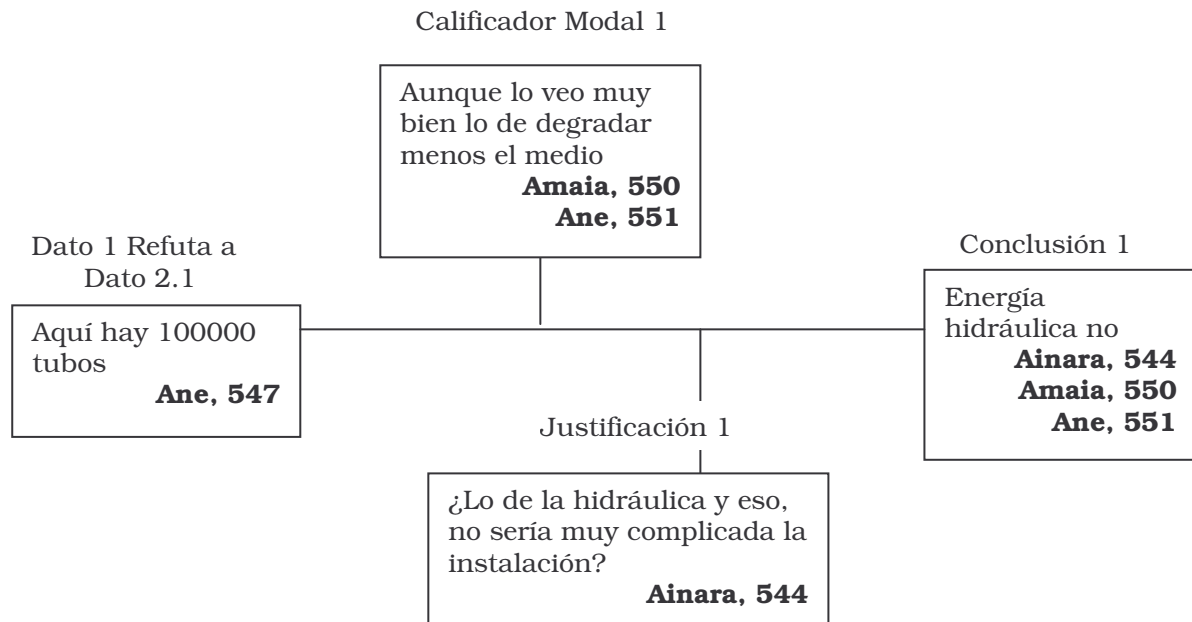 Calificador Modal 1
Aunque lo veo muy
bien lo de degradar
menos el medio
Amaia, 550
Ane, 551
Dato 1 Refuta a
Dato 2.1
Aquí hay 100000
tubos
Ane, 547
Conclusión 1
Energía
hidráulica no
Ainara, 544
Amaia, 550
Ane, 551
Justificación 1
¿Lo de la hidráulica y eso,
no sería muy complicada la
instalación?
Ainara, 544